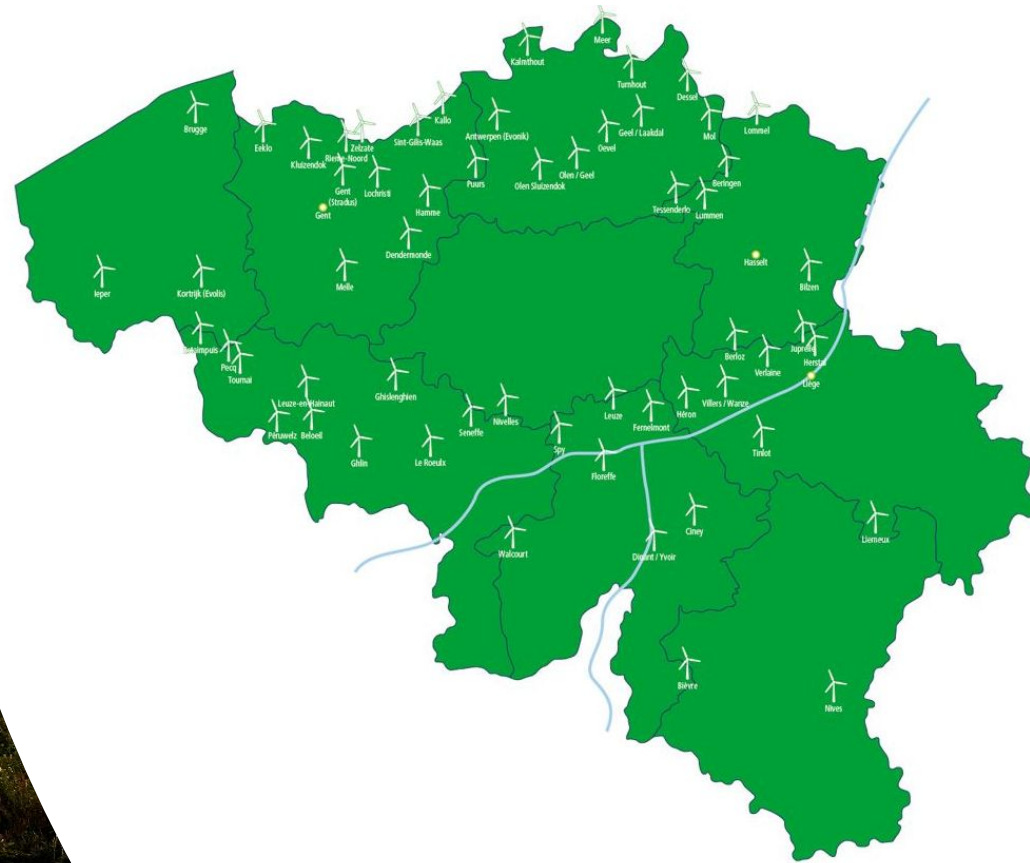 Meer
Kalmthout
Turnhout
Dessel
Brugge
Eeklo
Kluizendok
Zelzate
Rieme-Noord
Sint-Gilis-Waas
Kallo
Antwerpen (Evonik)
Oevel
Geel / Laakdal
Mol
Lommel
Gent
(Stradus)
Lochristi
Puurs
Olen Sluizendok
Olen / Geel
Beringen
Gent
Hamme
Tessenderlo
Lummen
Dendermonde
Hasselt
Ieper
Kortrijk (Evolis)
Melle
Bilzen
Pecq
Tournai
Berloz
Verlaine
Juprelle
Herstal
Liège
Leuze-en-Hainaut
Ghislenghien
Péruwelz
Beloeil
Seneffe
Nivelles
Leuze
Fernelmont
Héron
Villers / Wanze
Ghlin
Le Roeulx
Spy
Floreffe
Tinlot
Walcourt
Dinant / Yvoir
Ciney
Lierneux
Bièvre
Nives